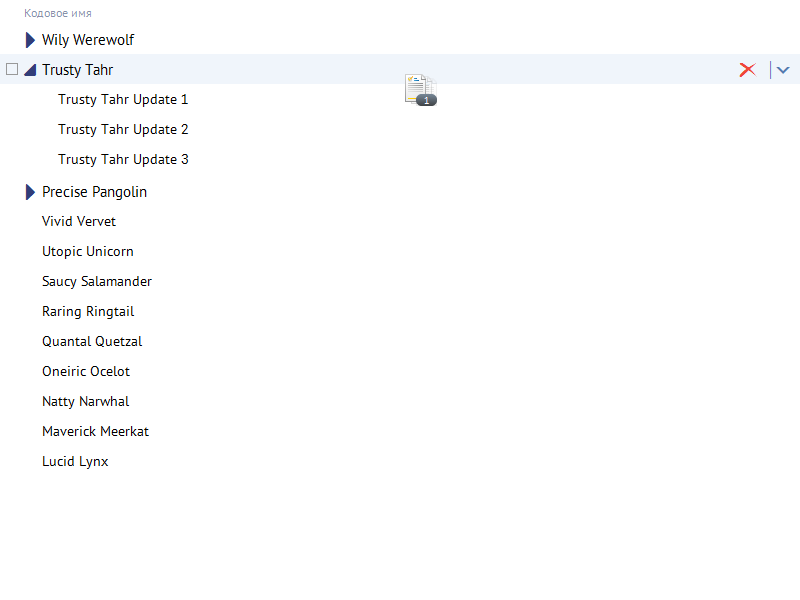 Кодовое имя
Wily Werewolf
Trusty Tahr
1
Trusty Tahr Update 1
Trusty Tahr Update 2
Trusty Tahr Update 3
Precise Pangolin
Vivid Vervet
Utopic Unicorn
Saucy Salamander
Raring Ringtail
Quantal Quetzal
Oneiric Ocelot
Natty Narwhal
Maverick Meerkat
Lucid Lynx